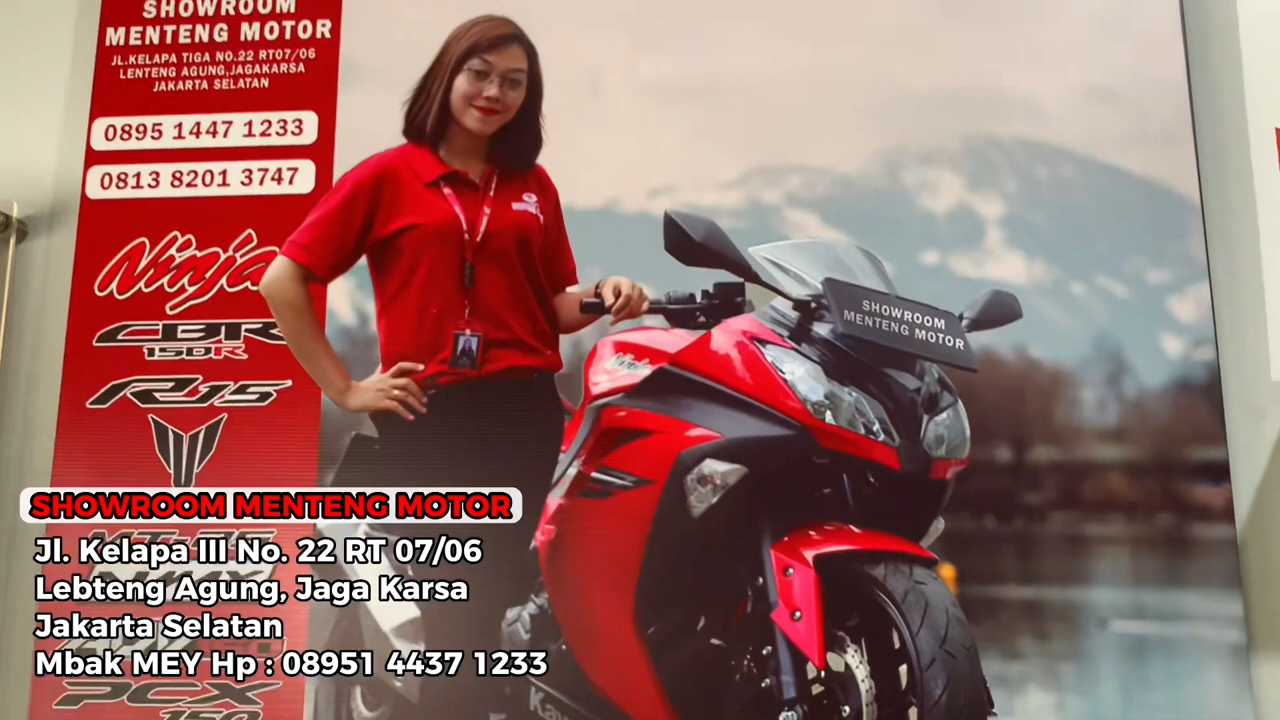 SHOWROOM
MENTENG MOTOR
JL.KELAPA TIGA NO.22 RT07/06
LENTENG AGUNG,JAGAKARSA
JAKARTA SELATAN
0895 1447 1233
0813 8201 3747
Ninja
CBR
150R
R15
SHOWROOM
MENTENG MOTOR
Ninja
SHOWROOM MENTENG MOTOR
Jl. Kelapa III No. 22 RT 07/06
Lebteng Agung, Jaga Karsa
Jakarta Selatan
Mbak MEY Hp : 08951 4437 1233
PCX
150